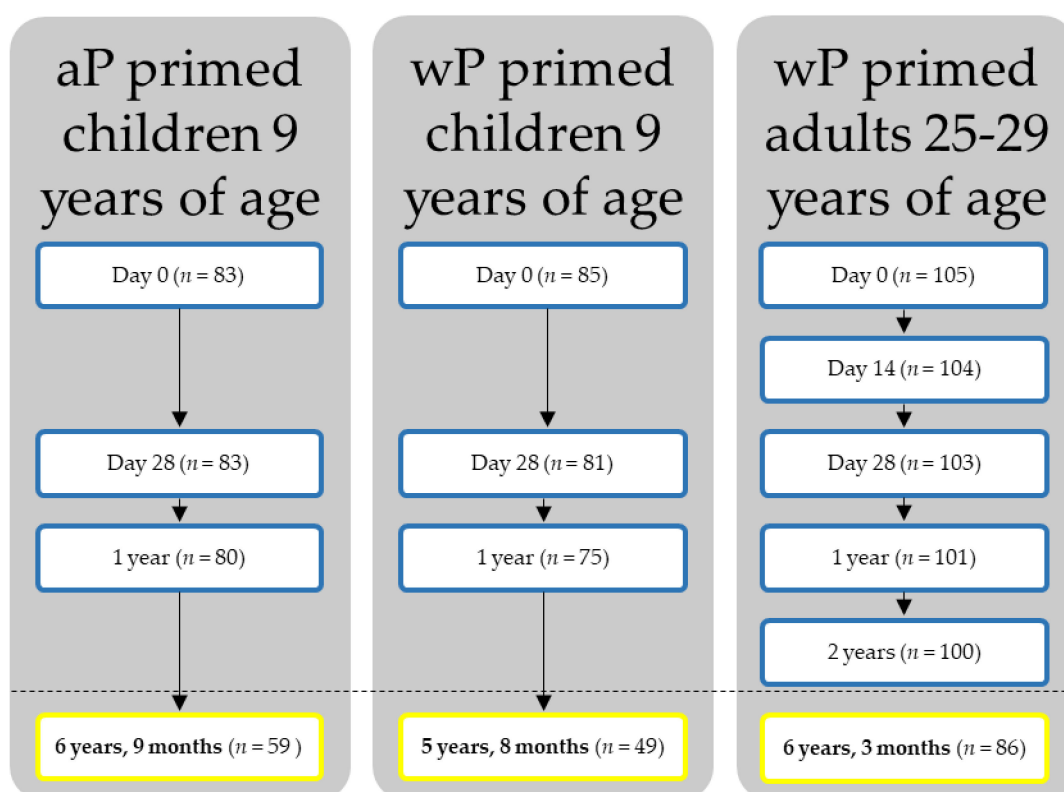 aP primed
children 9
years of age
Day 0 (n = 83)
Day 28 (n = 83)
1 year (n = 80)
6 years, 9 months (n = 59 )
wP primed
children 9
years of age
Day 0 (n = 85)
Day 28 (n = 81)
1 year (n = 75)
5 years, 8 months (n = 49)
wP primed
adults 25-29
years of age
Day 0 (n = 105)
Day 14 (n = 104)
Day 28 (n = 103)
1 year (n = 101)
2 years (n = 100)
6 years, 3 months (n = 86)